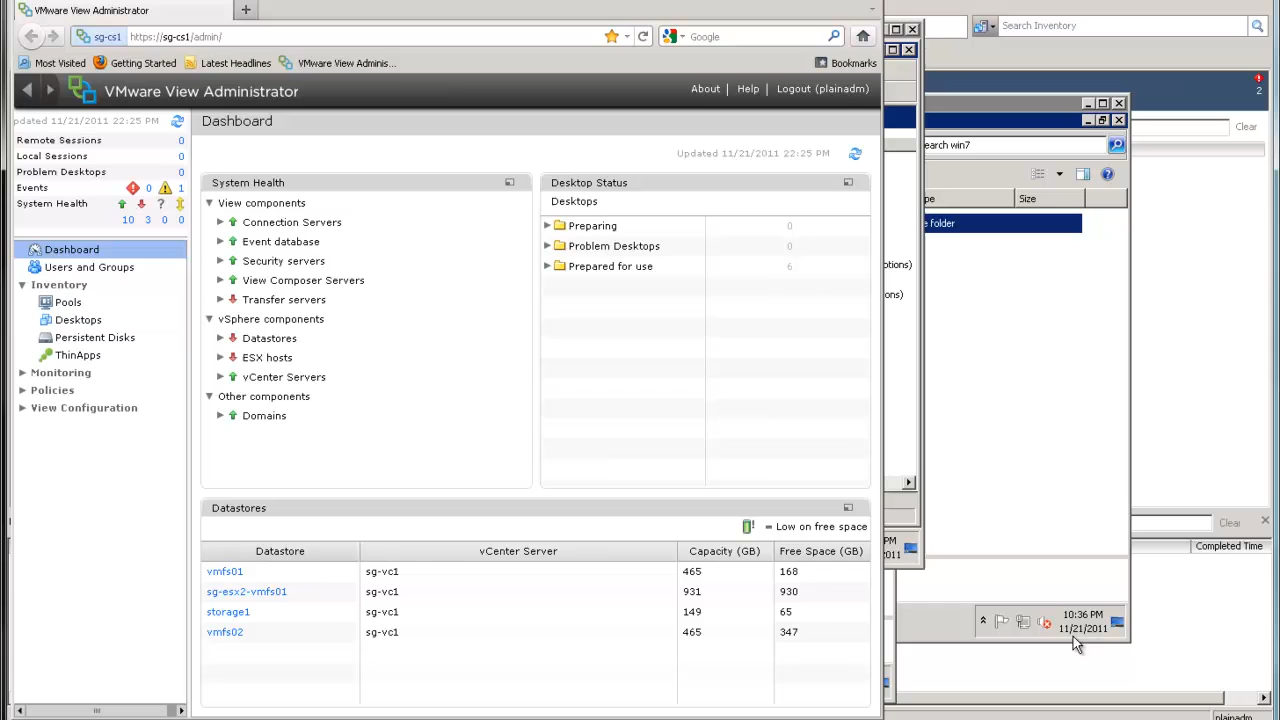 VMware View Administrator
+
sg-cs1 https://sg-cs1/admin/
Google
Search Inventory
Most Visited Getting Started Latest Headlines VMware View Adminis...
Bookmarks
VMware View Administrator
About Help Logout (plainadm)
2
pdated 11/21/2011 22:25 PM
Remote Sessions 0
Local Sessions 0
Problem Desktops 0
Events 0 1
System Health
10 3 0 0
Dashboard
Users and Groups
Inventory
Pools
Desktops
Persistent Disks
ThinApps
Monitoring
Policies
View Configuration
Dashboard
Updated 11/21/2011 22:25 PM
System Health
View components
Connection Servers
Event database
Security servers
View Composer Servers
Transfer servers
vSphere components
Datastores
ESX hosts
vCenter Servers
Other components
Domains
Desktop Status
Desktops
Preparing 0
Problem Desktops 0
Prepared for use 6
Datastores
= Low on free space
Datastore vCenter Server Capacity (GB) Free Space (GB)
vmfs01 sg-vc1 465 168
sg-esx2-vmfs01 sg-vc1 931 930
storage1 sg-vc1 149 65
vmfs02 sg-vc1 465 347
ptions)
ons)
PM
2011
earch win7
pe Size
e folder
10:36 PM
11/21/2011
Clear
Clear
Completed Time
plainadm